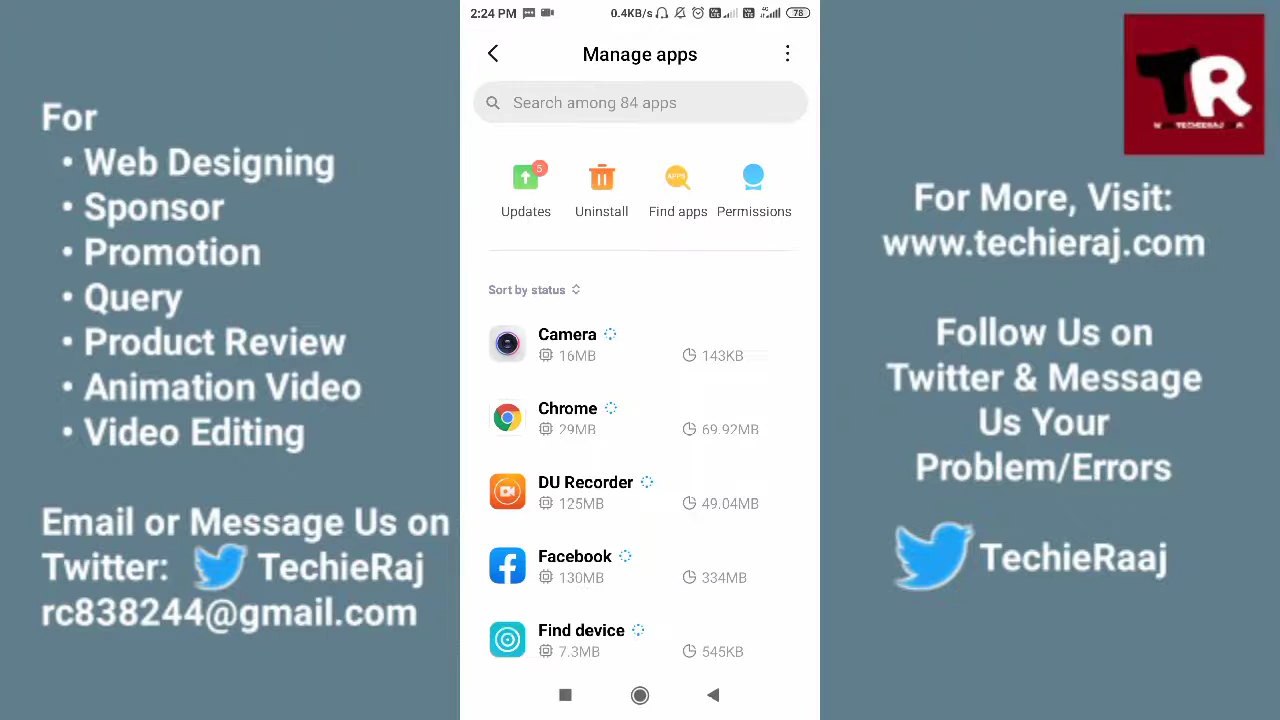 For
• Web Designing
• Sponsor
• Promotion
• Query
• Product Review
• Animation Video
• Video Editing
Email or Message Us on
Twitter: TechieRaj
rc838244@gmail.com
2:24 PM 0.4KB/s 4G 78
Manage apps
Search among 84 apps
5
APPS
Updates Uninstall Find apps Permissions
Sort by status
Camera
16MB 143KB
Chrome
29MB 69.92MB
DU Recorder
125MB 49.04MB
Facebook
130MB 334MB
Find device
7.3MB 545KB
TR
For More, Visit:
www.techieraj.com
Follow Us on
Twitter & Message
Us Your
Problem/Errors
TechieRaaj